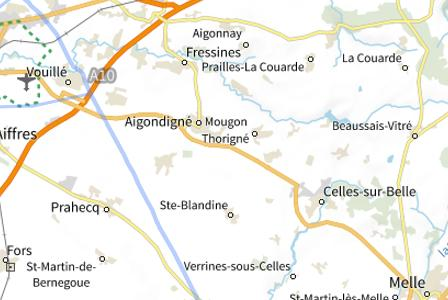 Aigonnay
Fressines
Prailles-La Couarde
La Couarde
Vouillé
A10
Aigondigné
Mougon
Thorigné
Beaussais-Vitré
Aiffres
Celles-sur-Belle
Prahecq
Ste-Blandine
Fors
St-Martin-de-
Bernegoue
Verrines-sous-Celles
Melle
St-Martin-lès-Melle
la